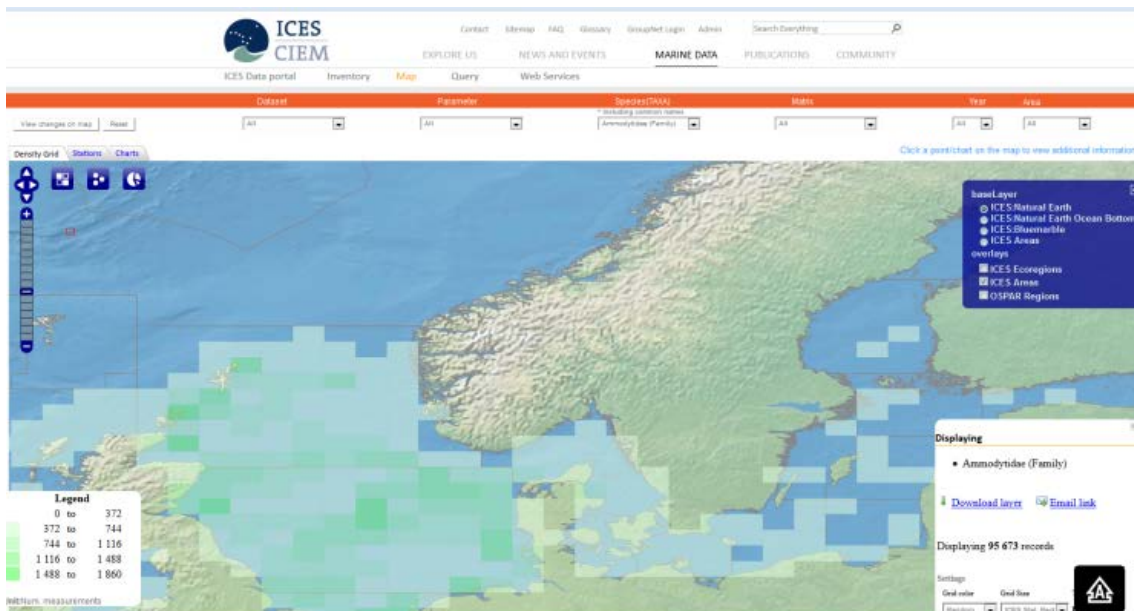 ICES
CIEM
Contact Sitemap FAQ Glossary GroupNet Login Admin Search Everything
EXPLORE US NEWS AND EVENTS MARINE DATA PUBLICATIONS COMMUNITY
ICES Data portal Inventory Map Query Web Services
Dataset Parameter Species(TAXA) Matrix Year Area
* Including common names
View changes on map Reset All All Ammodytidae (Family) All All All
Density Grid Stations Charts
Click a point/chart on the map to view additional information
baseLayer
ICES:Natural Earth
ICES:Natural Earth Ocean Bottom
ICES:Bluemarble
ICES Areas
overlays
ICES Ecoregions
ICES Areas
OSPAR Regions
Displaying
• Ammodytidae (Family)
Download layer Email link
Displaying 95 673 records
Settings
Grid color Grid Size
Legend
0 to 372
372 to 744
744 to 1 116
1 116 to 1 488
1 488 to 1 860
measurements
A